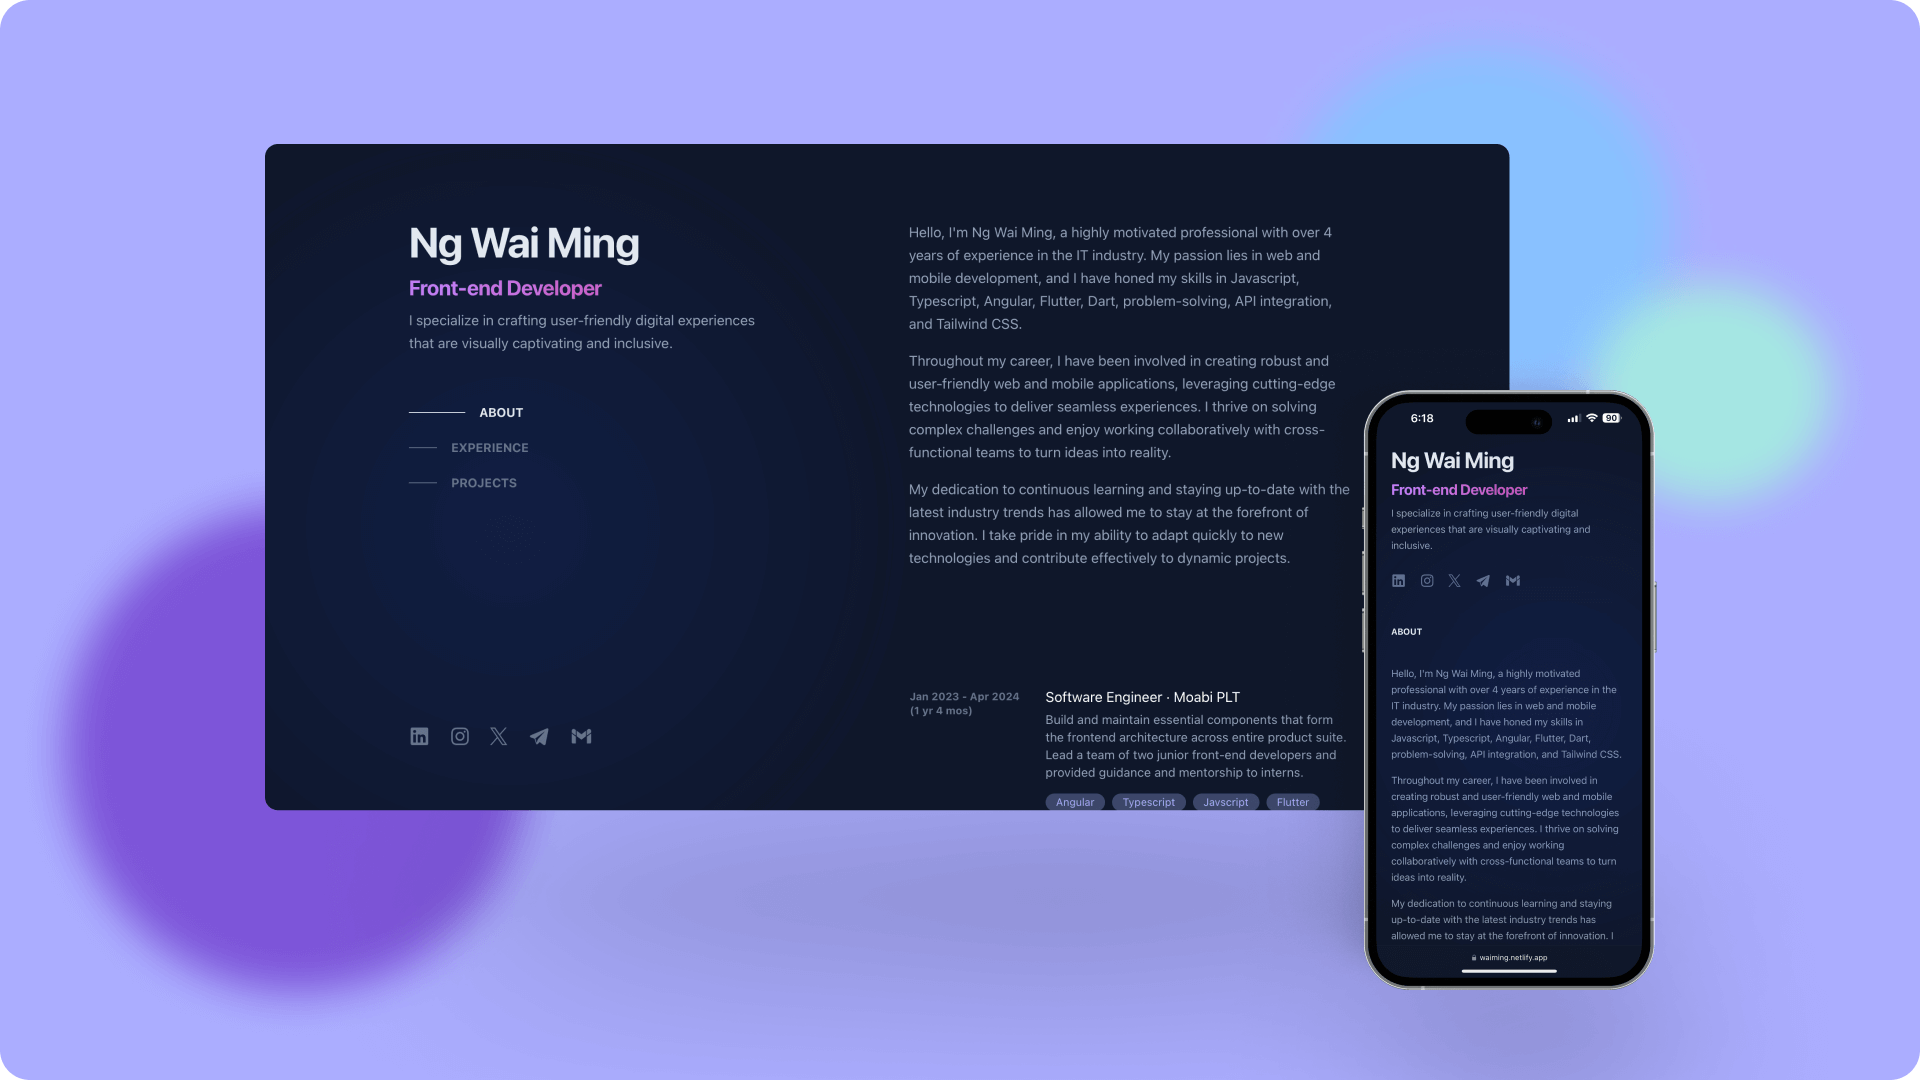 Ng Wai Ming
Front-end Developer
I specialize in crafting user-friendly digital experiences
that are visually captivating and inclusive.
ABOUT
EXPERIENCE
PROJECTS
Hello, I'm Ng Wai Ming, a highly motivated professional with over 4
years of experience in the IT industry. My passion lies in web and
mobile development, and I have honed my skills in Javascript,
Typescript, Angular, Flutter, Dart, problem-solving, API integration,
and Tailwind CSS.
Throughout my career, I have been involved in creating robust and
user-friendly web and mobile applications, leveraging cutting-edge
technologies to deliver seamless experiences. I thrive on solving
complex challenges and enjoy working collaboratively with cross-
functional teams to turn ideas into reality.
My dedication to continuous learning and staying up-to-date with the
latest industry trends has allowed me to stay at the forefront of
innovation. I take pride in my ability to adapt quickly to new
technologies and contribute effectively to dynamic projects.
Jan 2023 - Apr 2024
(1 yr 4 mos)
Software Engineer · Moabi PLT
Build and maintain essential components that form
the frontend architecture across entire product suite.
Lead a team of two junior front-end developers and
provided guidance and mentorship to interns.
Angular Typescript Javscript Flutter
6:18 90
Ng Wai Ming
Front-end Developer
I specialize in crafting user-friendly digital
experiences that are visually captivating and
inclusive.
ABOUT
Hello, I'm Ng Wai Ming, a highly motivated
professional with over 4 years of experience in the
IT industry. My passion lies in web and mobile
development, and I have honed my skills in
Javascript, Typescript, Angular, Flutter, Dart,
problem-solving, API integration, and Tailwind CSS.
Throughout my career, I have been involved in
creating robust and user-friendly web and mobile
applications, leveraging cutting-edge technologies
to deliver seamless experiences. I thrive on solving
complex challenges and enjoy working
collaboratively with cross-functional teams to turn
ideas into reality.
My dedication to continuous learning and staying
up-to-date with the latest industry trends has
allowed me to stay at the forefront of innovation. I
waiming.netlify.app